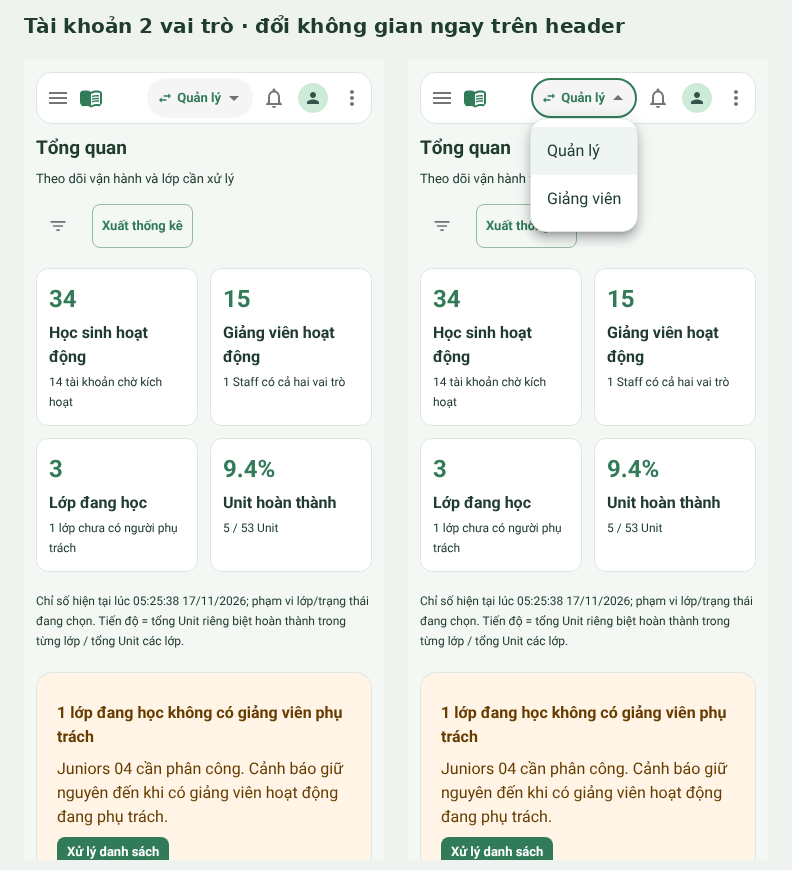 Tài khoản 2 vai trò · đổi không gian ngay trên header
Quản lý
Tổng quan
Theo dõi vận hành và lớp cần xử lý
Xuất thống kê
34
Học sinh hoạt
động
14 tài khoản chờ kích
hoạt
15
Giảng viên hoạt
động
1 Staff có cả hai vai trò
3
Lớp đang học
1 lớp chưa có người phụ
trách
9.4%
Unit hoàn thành
5 / 53 Unit
Chỉ số hiện tại lúc 05:25:38 17/11/2026; phạm vi lớp/trạng thái
đang chọn. Tiến độ = tổng Unit riêng biệt hoàn thành trong
từng lớp / tổng Unit các lớp.
1 lớp đang học không có giảng viên phụ
trách
Juniors 04 cần phân công. Cảnh báo giữ
nguyên đến khi có giảng viên hoạt động
đang phụ trách.
Xử lý danh sách
Quản lý
Quản lý
Giảng viên
Tổng quan
Theo dõi vận hành
Xuất
34
Học sinh hoạt
động
14 tài khoản chờ kích
hoạt
15
Giảng viên hoạt
động
1 Staff có cả hai vai trò
3
Lớp đang học
1 lớp chưa có người phụ
trách
9.4%
Unit hoàn thành
5 / 53 Unit
Chỉ số hiện tại lúc 05:25:38 17/11/2026; phạm vi lớp/trạng thái
đang chọn. Tiến độ = tổng Unit riêng biệt hoàn thành trong
từng lớp / tổng Unit các lớp.
1 lớp đang học không có giảng viên phụ
trách
Juniors 04 cần phân công. Cảnh báo giữ
nguyên đến khi có giảng viên hoạt động
đang phụ trách.
Xử lý danh sách